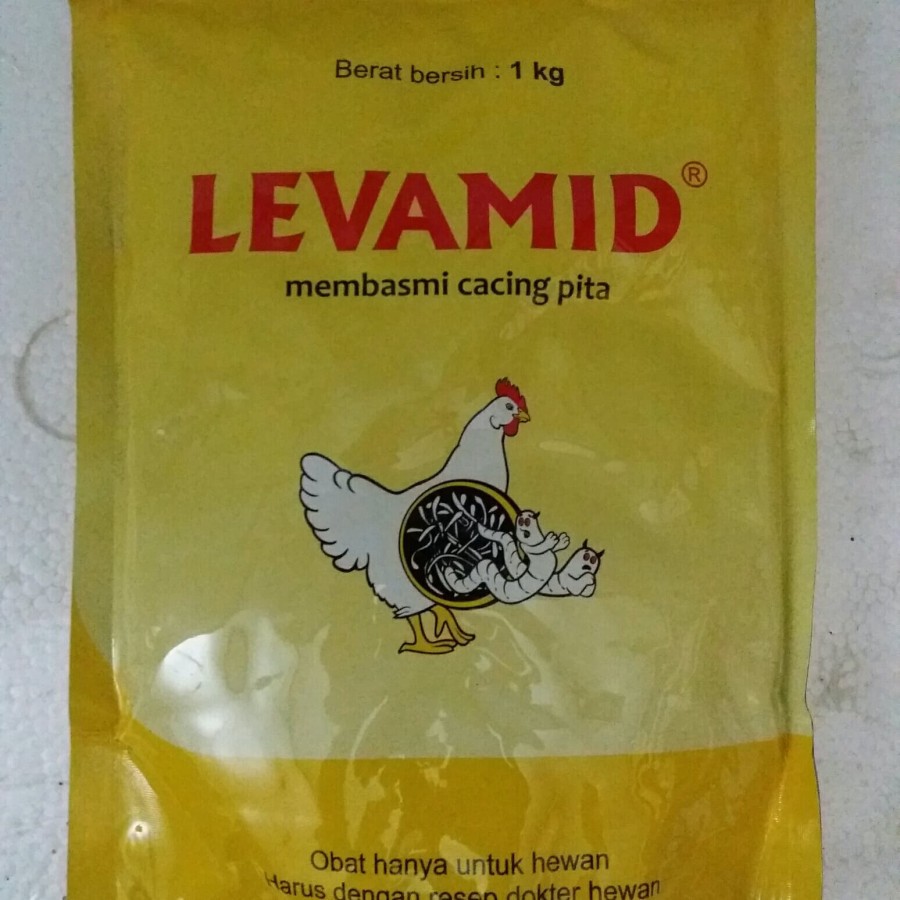 Berat bersih : 1 kg
LEVAMID®
membasmi cacing pita
Obat hanya untuk hewan
Harus dengan resep dokter hewan